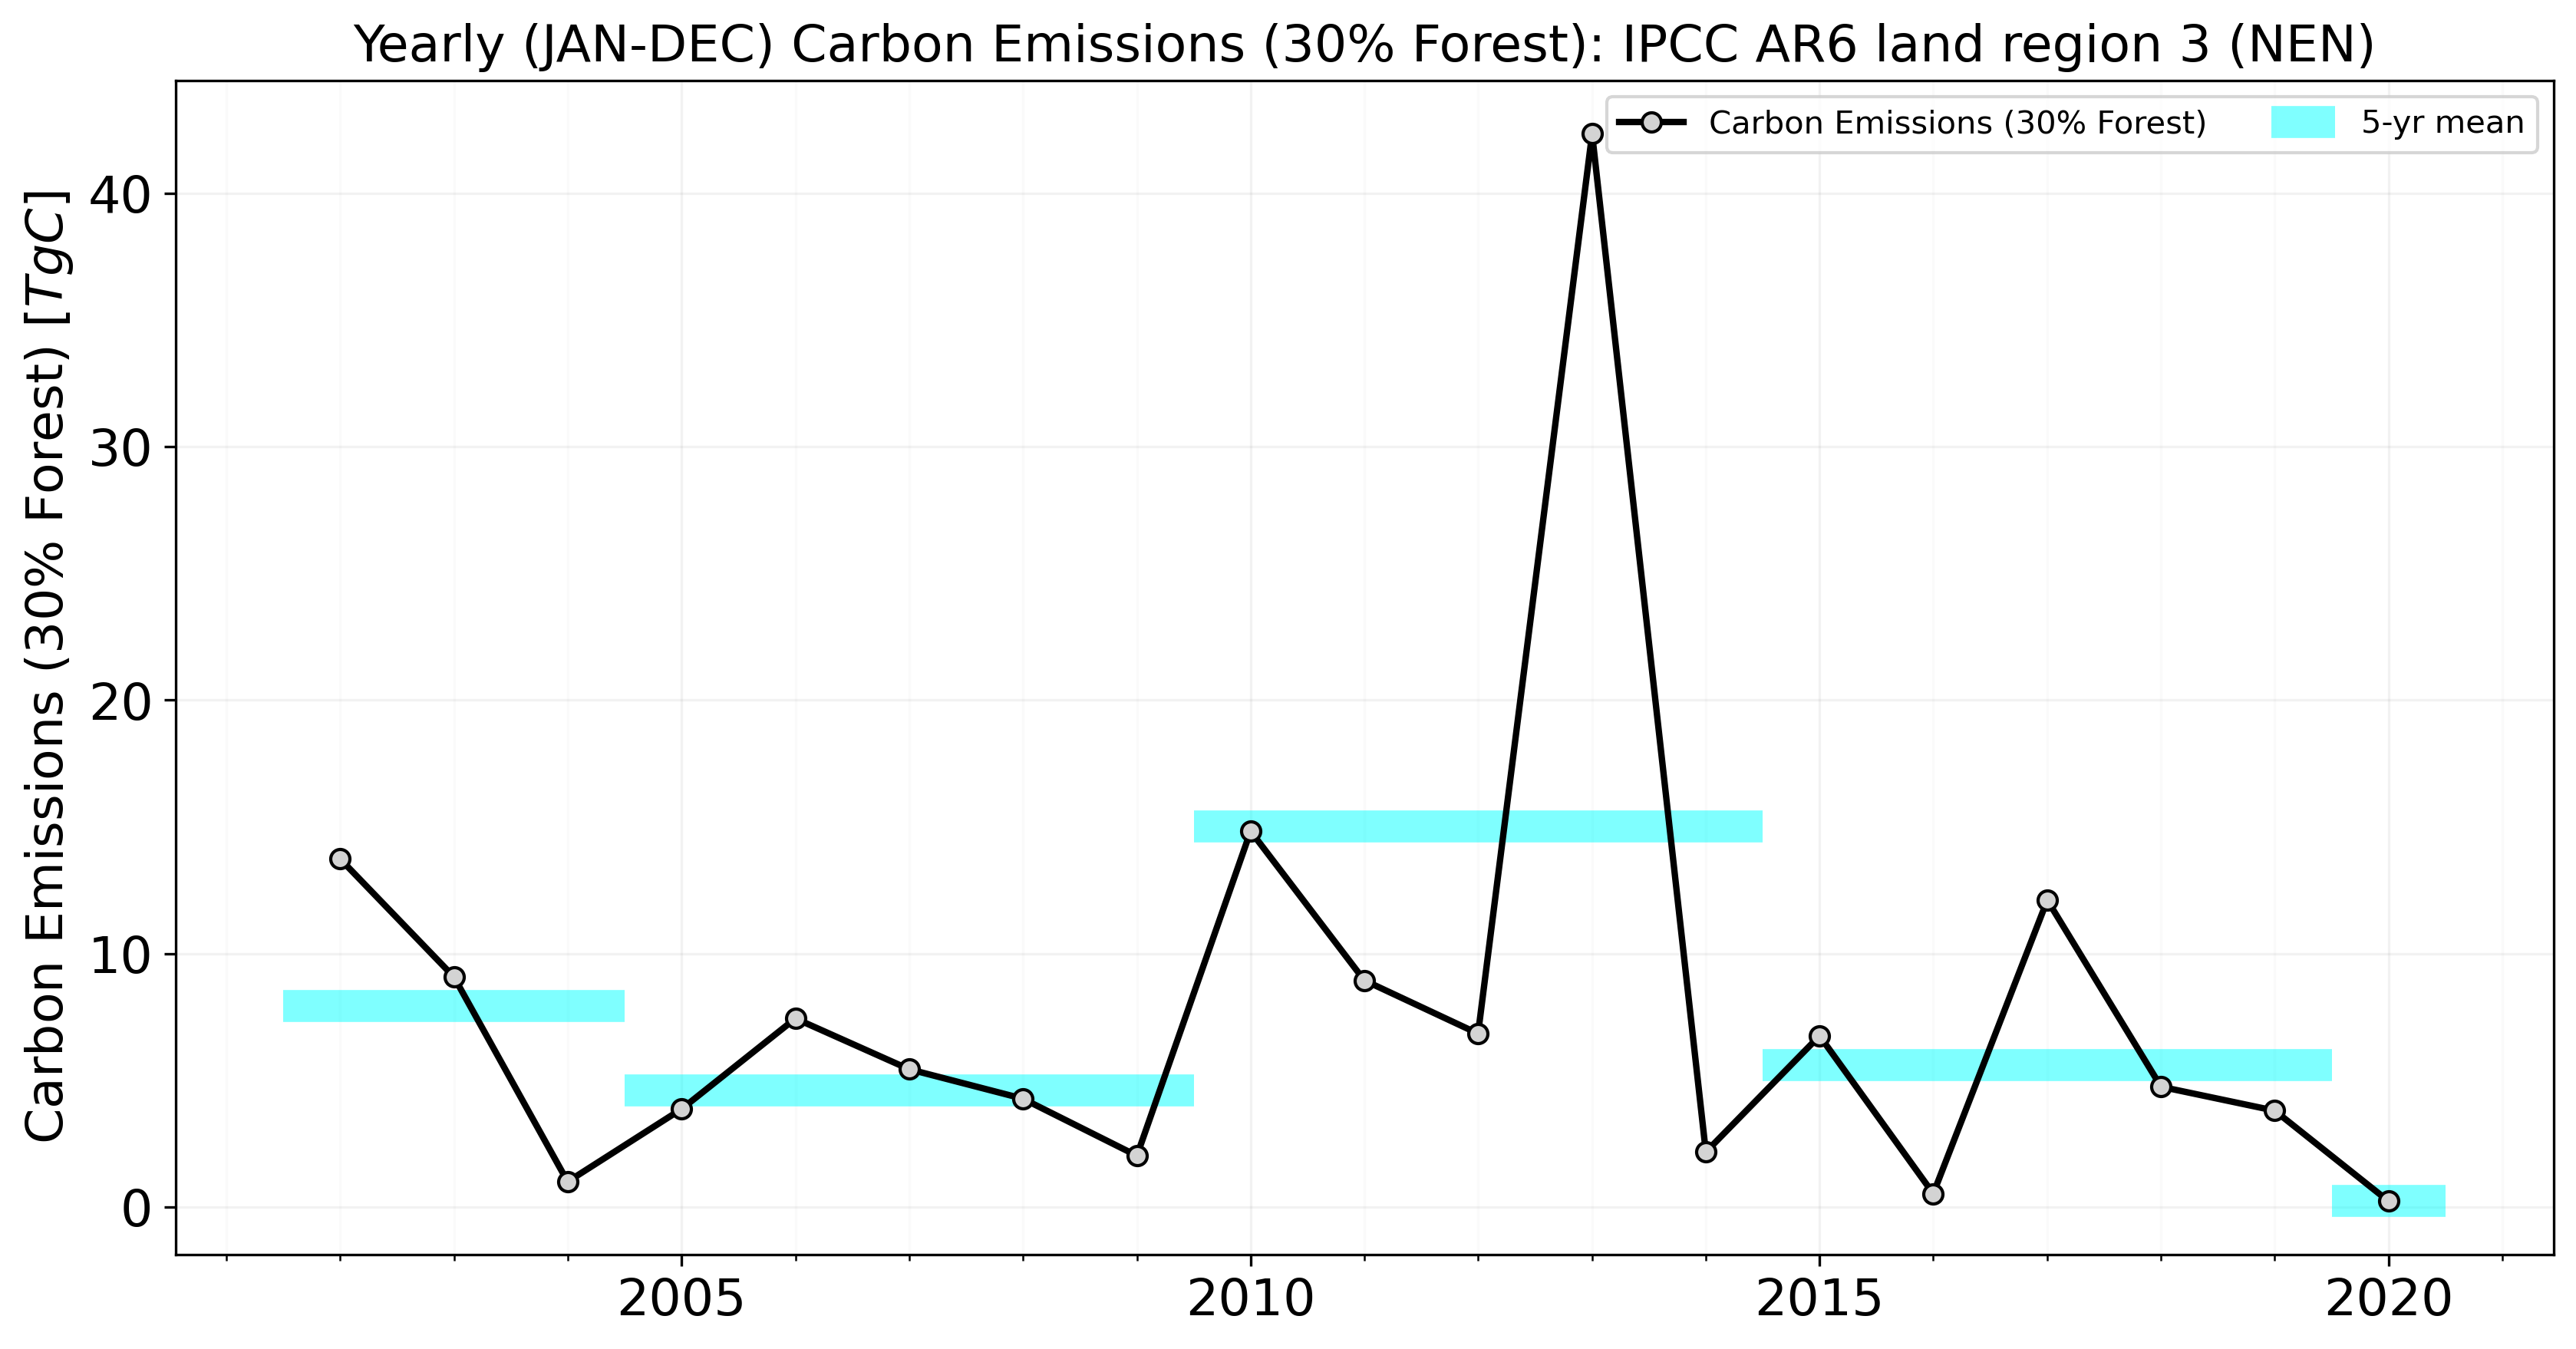 Yearly (JAN-DEC) Carbon Emissions (30% Forest): IPCC AR6 land region 3 (NEN)
Carbon Emissions (30% Forest)
5-yr mean
Carbon Emissions (30% Forest) [TgC]
40
30
20
10
0
2005
2010
2015
2020